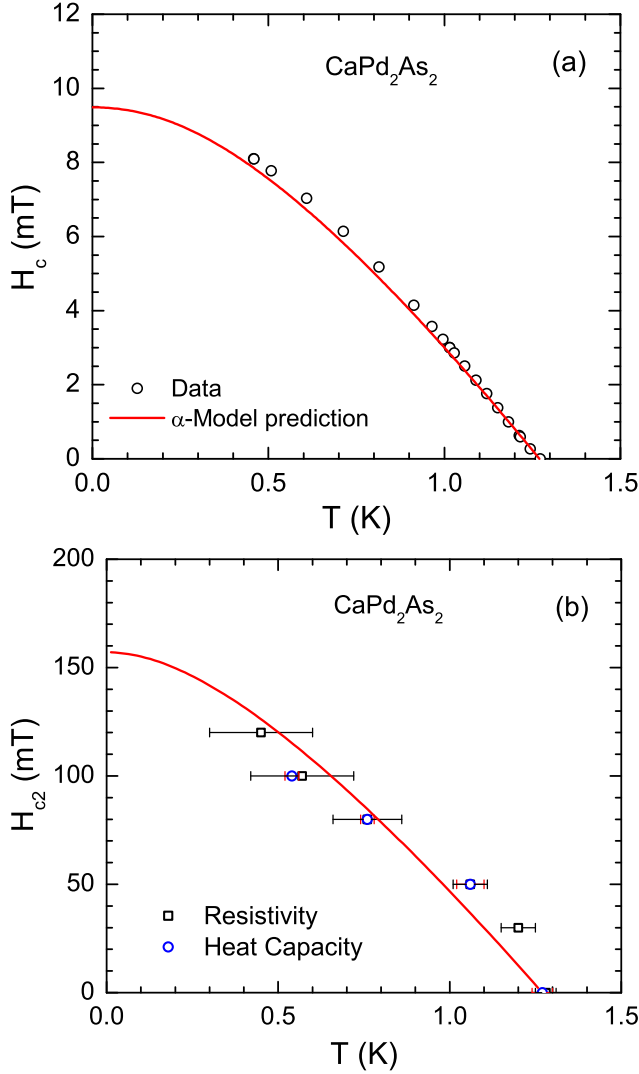 12
10
8
6
4
2
0
H_c (mT)
CaPd₂As₂
(a)
Data
α-Model prediction
0.0 0.5 1.0 1.5
T (K)
200
150
100
50
0
H_c2 (mT)
CaPd₂As₂
(b)
Resistivity
Heat Capacity
0.0 0.5 1.0 1.5
T (K)